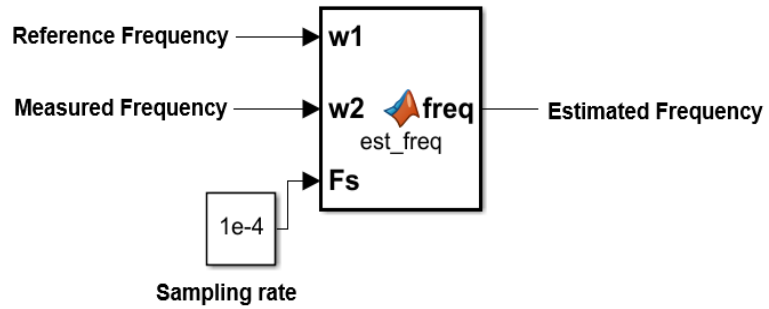 Reference Frequency
w1
Measured Frequency
w2
freq
Estimated Frequency
est_freq
Fs
1e-4
Sampling rate